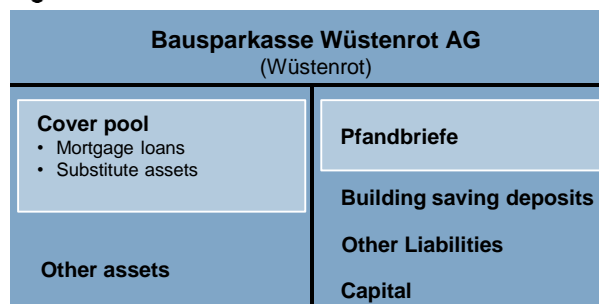 Bausparkasse Wüstenrot AG
(Wüstenrot)
Cover pool
• Mortgage loans
• Substitute assets
Other assets
Pfandbriefe
Building saving deposits
Other Liabilities
Capital